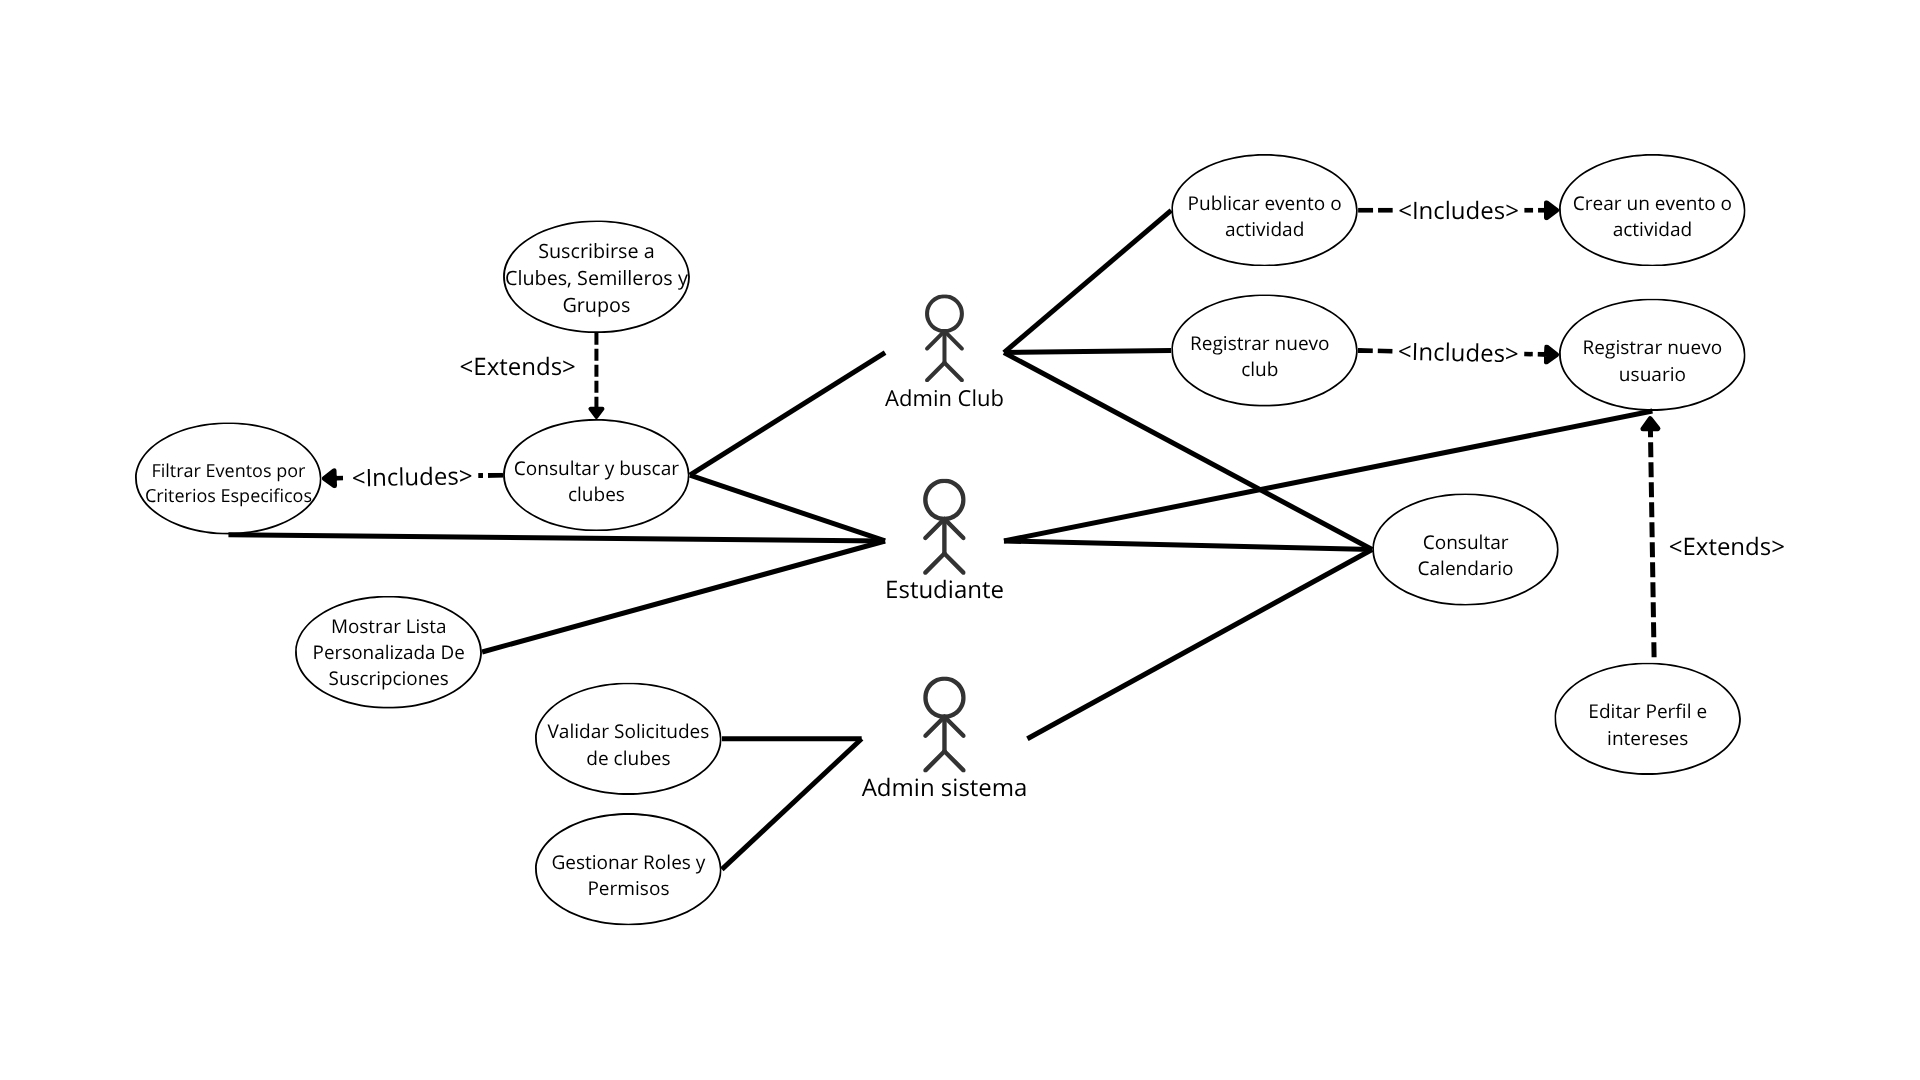 Publicar evento o
actividad
<Includes>
Crear un evento o
actividad
Suscribirse a
Clubes, Semilleros y
Grupos
<Extends>
Admin Club
Registrar nuevo
club
<Includes>
Registrar nuevo
usuario
Filtrar Eventos por
Criterios Especificos
<Includes>
Consultar y buscar
clubes
Estudiante
Consultar
Calendario
<Extends>
Mostrar Lista
Personalizada De
Suscripciones
Validar Solicitudes
de clubes
Admin sistema
Editar Perfil e
intereses
Gestionar Roles y
Permisos